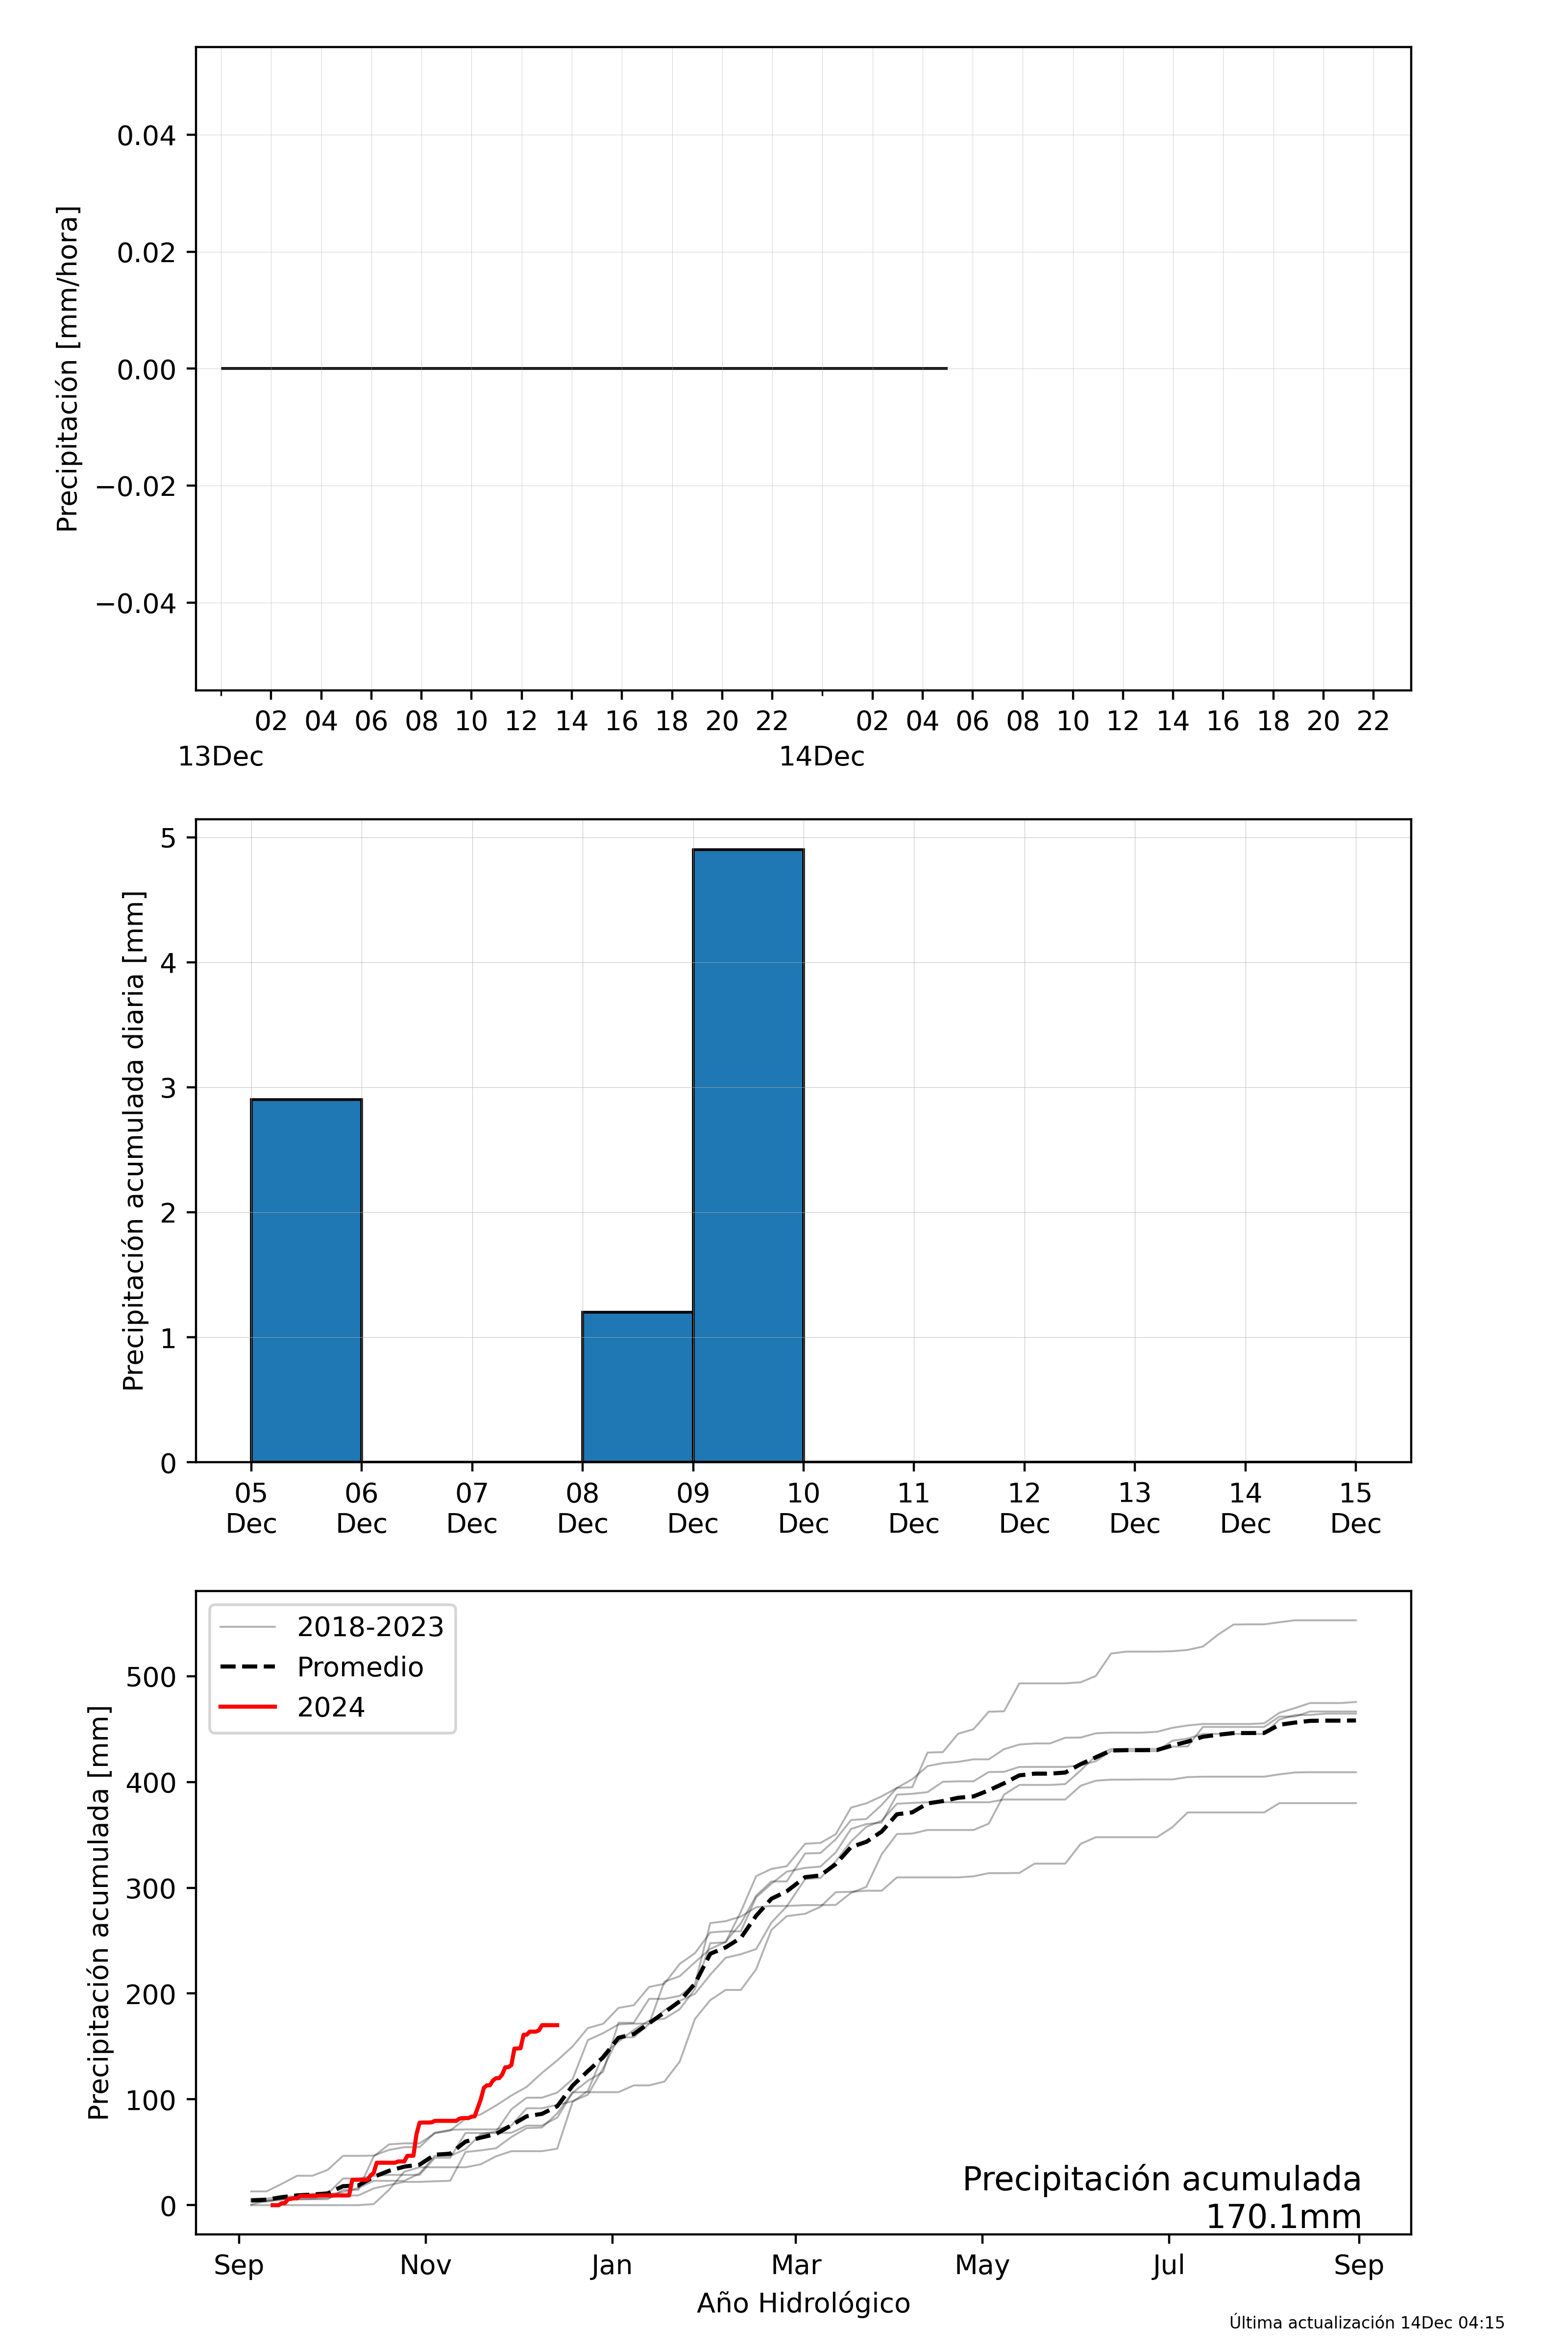 Precipitación [mm/hora]
0.04
0.02
0.00
−0.02
−0.04
02 04 06 08 10 12 14 16 18 20 22 02 04 06 08 10 12 14 16 18 20 22
13Dec 14Dec
Precipitación acumulada diaria [mm]
5
4
3
2
1
0
05 06 07 08 09 10 11 12 13 14 15
Dec Dec Dec Dec Dec Dec Dec Dec Dec Dec Dec
Precipitación acumulada [mm]
500
400
300
200
100
0
2018-2023
Promedio
2024
Precipitación acumulada
170.1mm
Sep Nov Jan Mar May Jul Sep
Año Hidrológico
Última actualización 14Dec 04:15